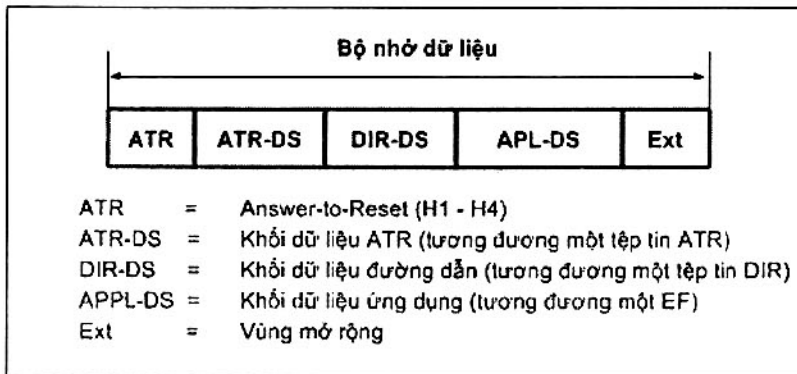 Bộ nhớ dữ liệu
ATR ATR-DS DIR-DS APL-DS Ext
ATR = Answer-to-Reset (H1 - H4)
ATR-DS = Khối dữ liệu ATR (tương đương một tệp tin ATR)
DIR-DS = Khối dữ liệu đường dẫn (tương đương một tệp tin DIR)
APPL-DS = Khối dữ liệu ứng dụng (tương đương một EF)
Ext = Vùng mở rộng